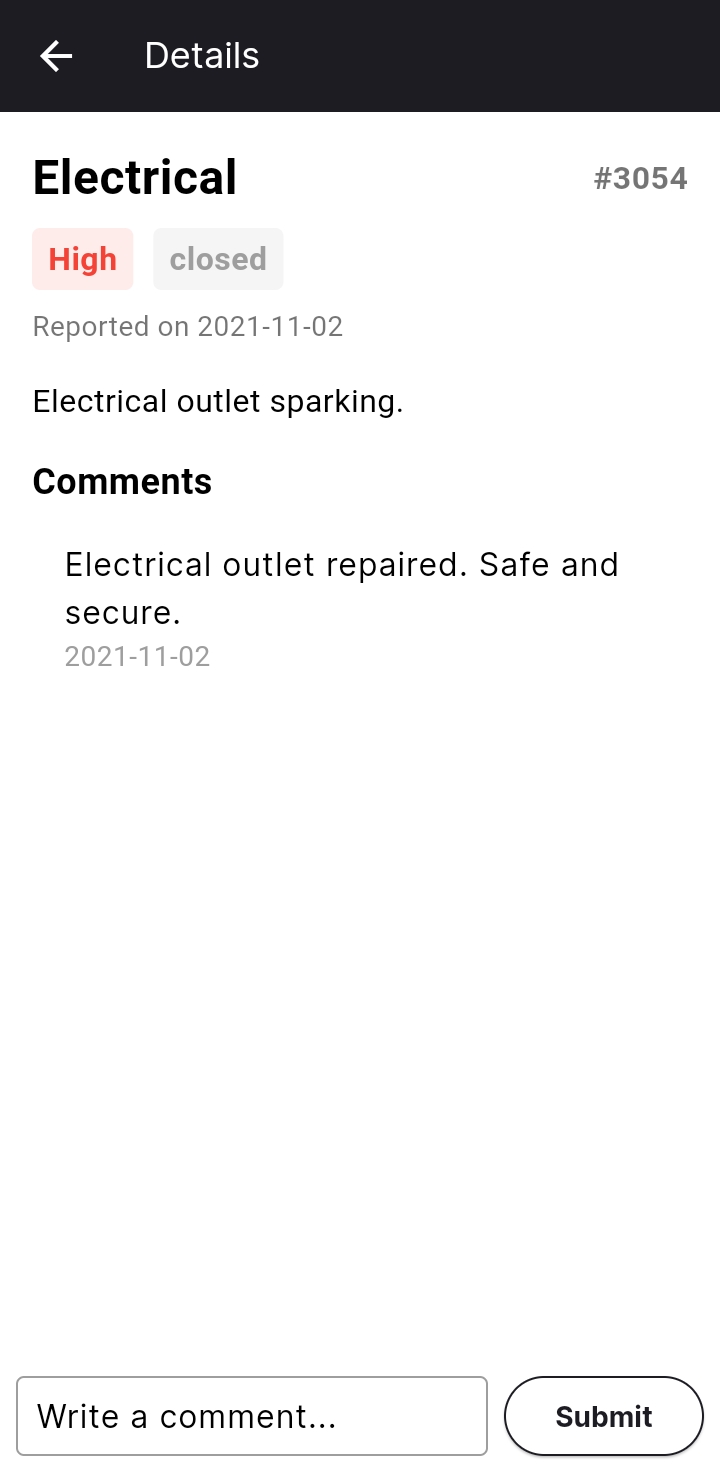 Details
Electrical #3054
High closed
Reported on 2021-11-02
Electrical outlet sparking.
Comments
Electrical outlet repaired. Safe and
secure.
2021-11-02
Write a comment... Submit